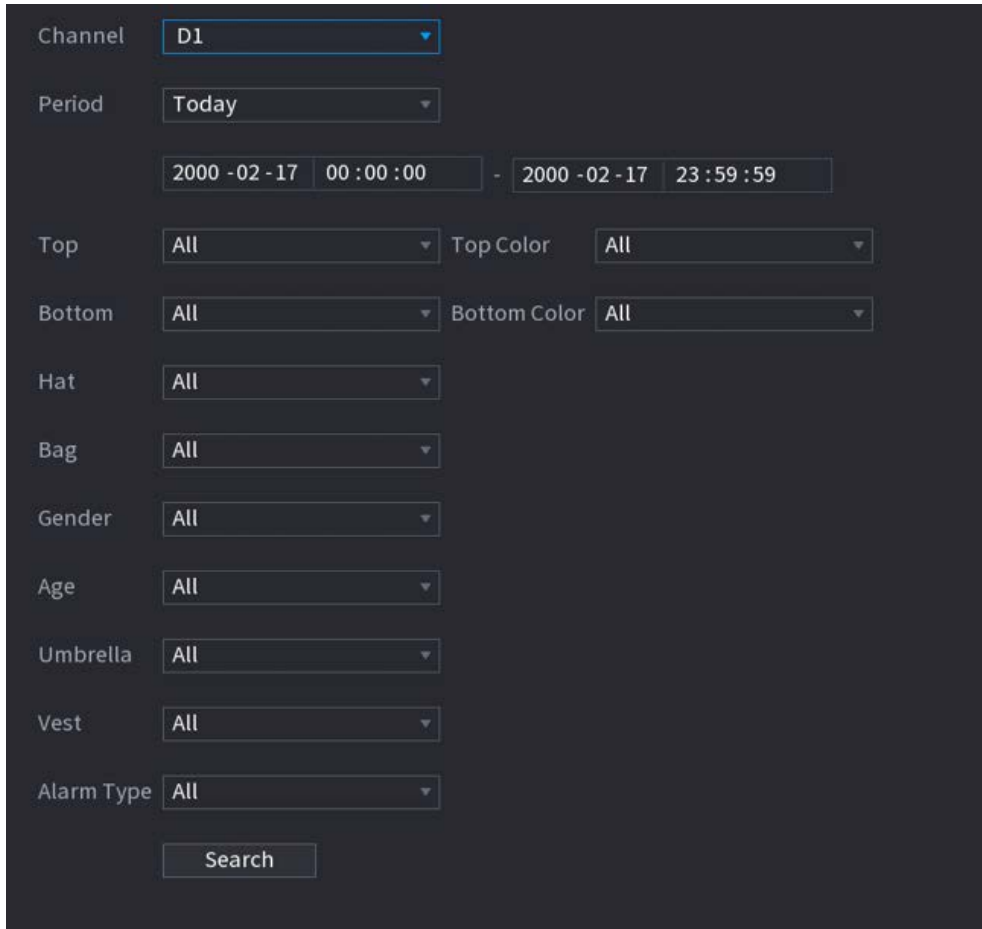 Channel D1
Period Today
2000 -02 -17 00 :00 :00 - 2000 -02 -17 23 :59 :59
Top All Top Color All
Bottom All Bottom Color All
Hat All
Bag All
Gender All
Age All
Umbrella All
Vest All
Alarm Type All
Search